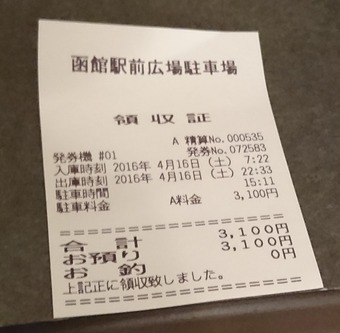 函館駅前広場駐車場
領収証
A 精算No.000535
発券機 #01 発券No.072583
入庫時刻 2016年 4月16日 (土) 7:22
出庫時刻 2016年 4月16日 (土) 22:33
駐車時間 15:11
駐車料金 A料金 3,100円
合計 3,100円
お預り 3,100円
お釣 0円
上記正に領収致しました。